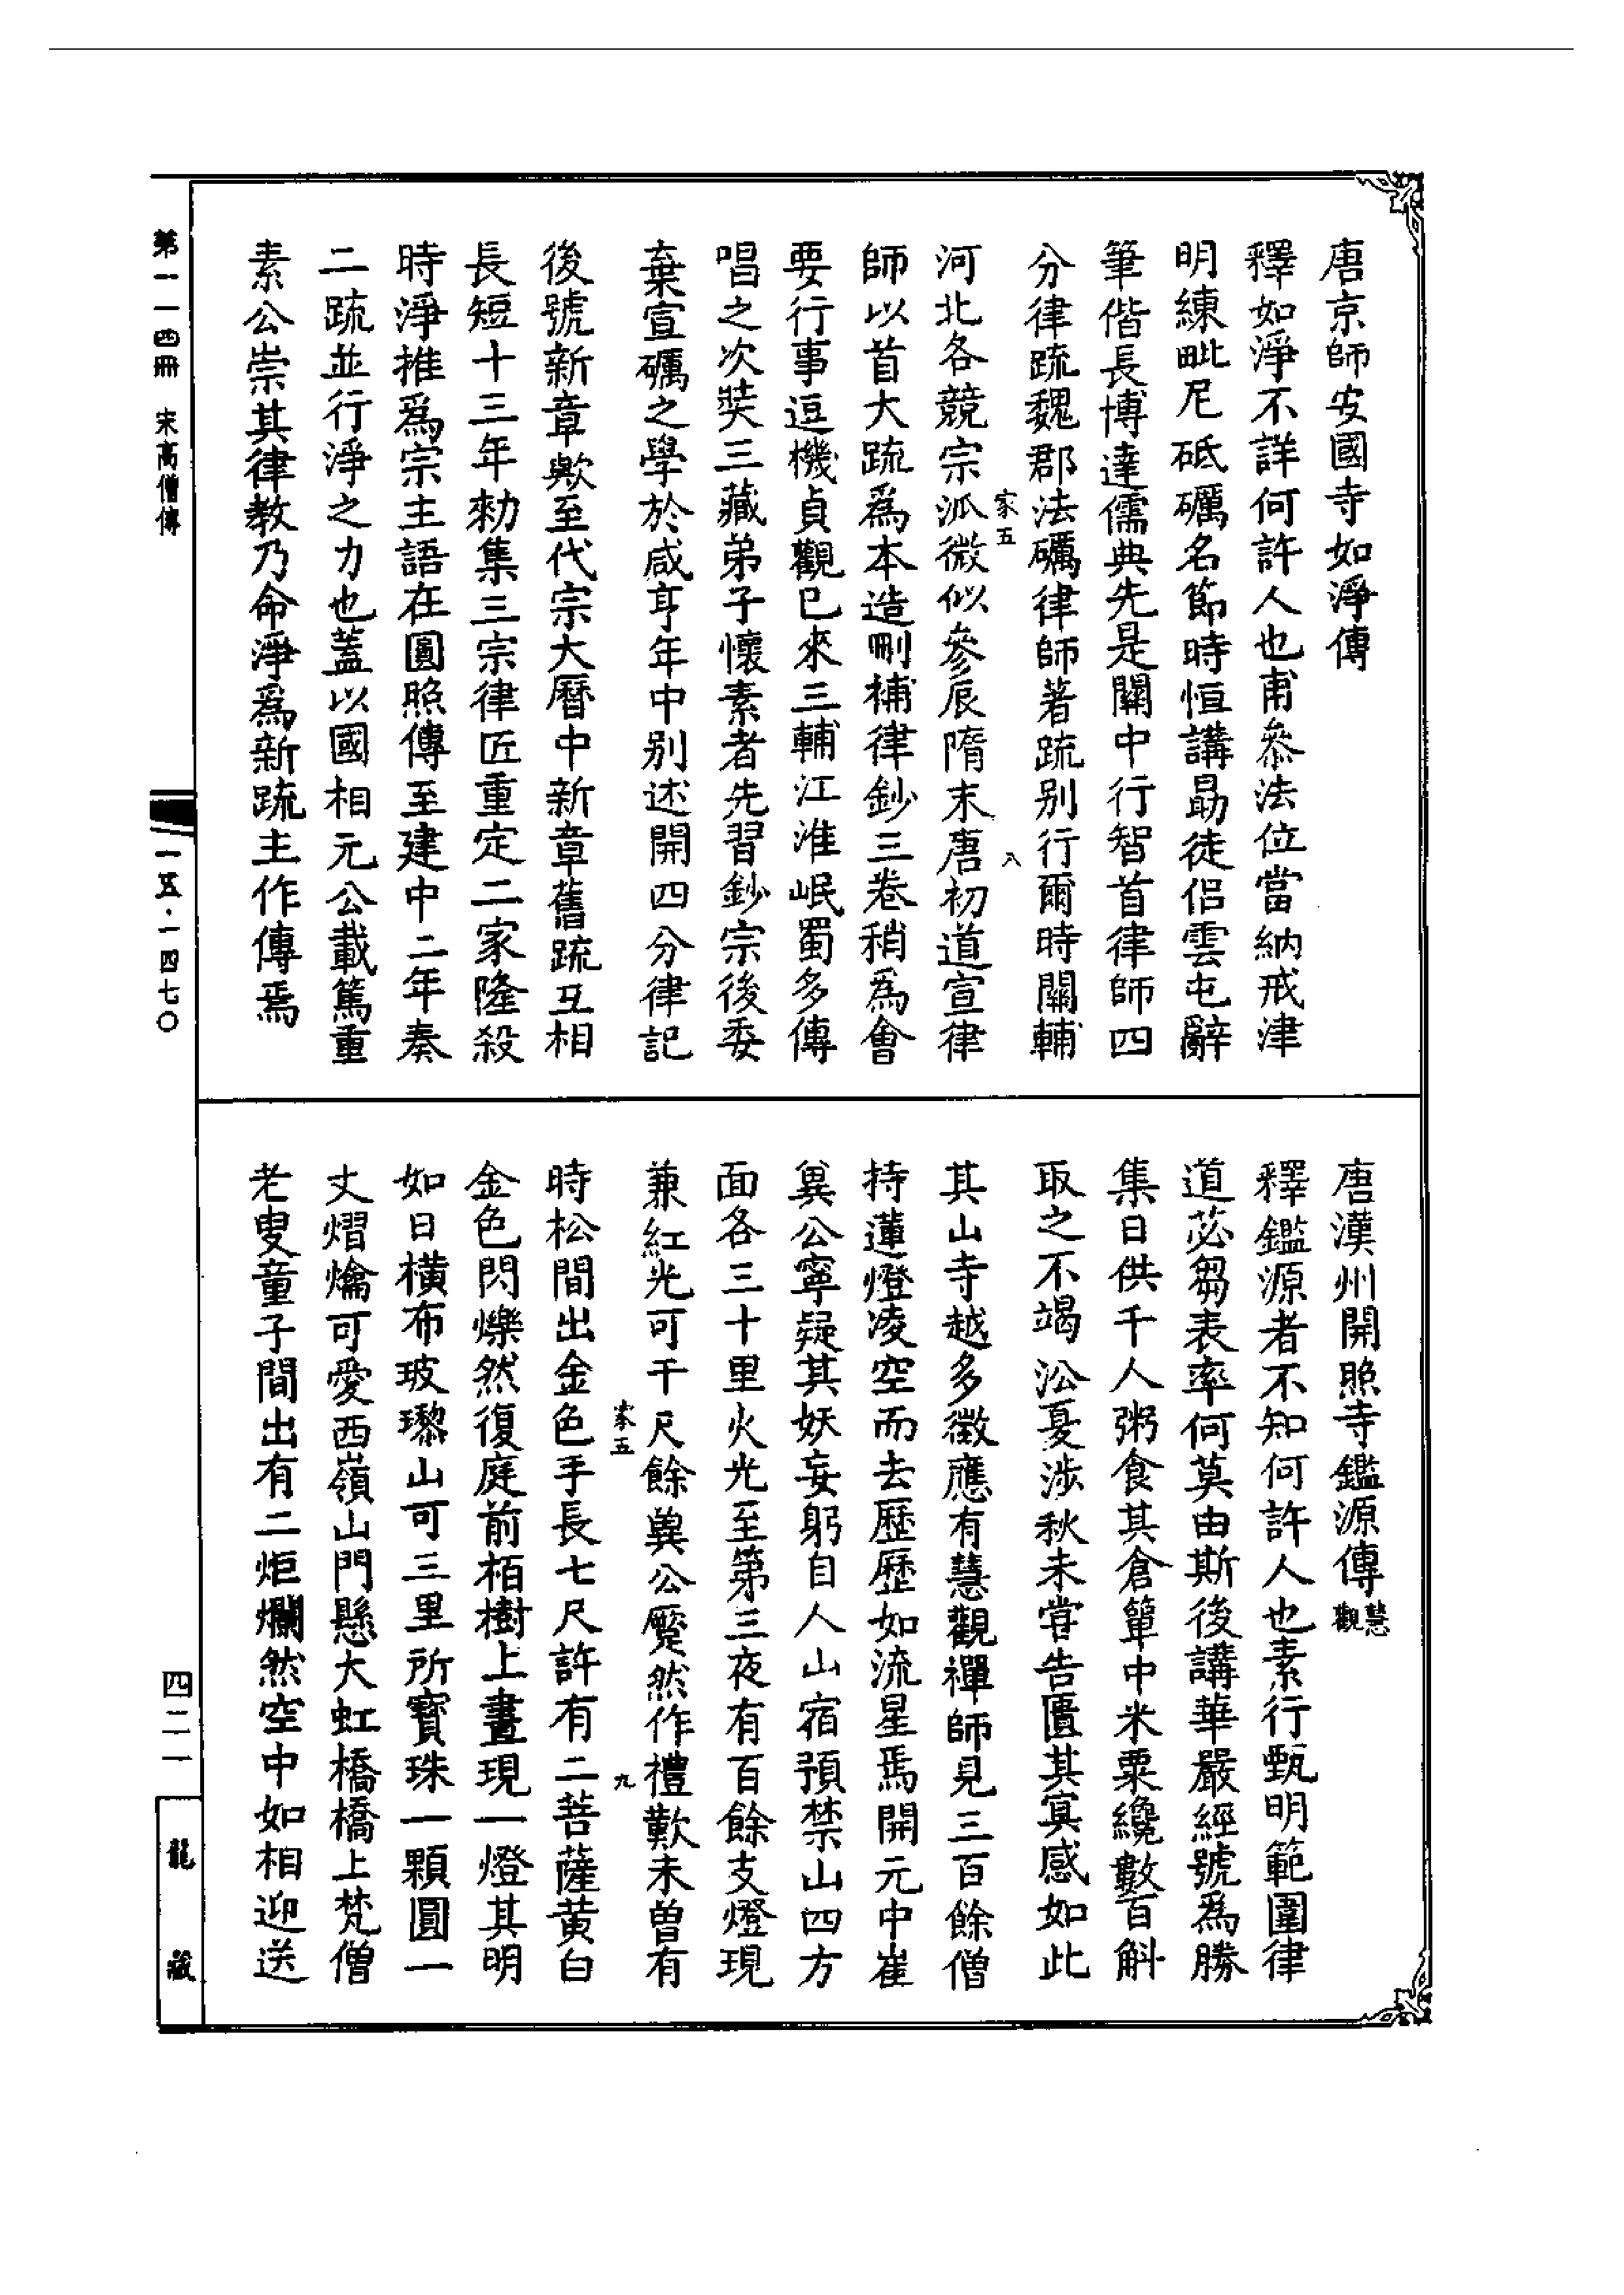 唐京師安國寺如淨傳
釋如淨不詳何許人也甫叅法位當納戒津
明練毗尼砥礪名節時恒講勗徒侣雲屯辭
筆偕長博達儒典先是關中行智首律師四
分律疏魏郡法礪律師著疏别行爾時關輔
家五
八
河北各競宗派微似參辰隋末唐初道宣律
師以首大疏爲本造刪補律鈔三卷稍爲會
要行事逗機貞觀已來三輔江淮岷蜀多傳
唱之次奘三藏弟子懷素者先習鈔宗後委
棄宣礪之學於咸亨年中别述開四分律記
後號新章歟至代宗大曆中新章舊疏互相
長短十三年勑集三宗律匠重定二家隆殺
時淨推爲宗主語在圓照傳至建中二年奏
二疏並行淨之力也蓋以國相元公載篤重
素公崇其律教乃命淨爲新疏主作傳焉
唐漢州開照寺鑑源傳慧觀
釋鑑源者不知何許人也素行甄明範圍律
道苾芻表率何莫由斯後講華嚴經號爲勝
集日供千人粥食其倉簞中米粟纔數百斛
取之不竭㳂夏涉秋未甞告匱其冥感如此
其山寺越多徵應有慧觀禪師見三百餘僧
持蓮燈凌空而去歷歷如流星焉開元中崔
兾公寧疑其妖妄躬自人山宿預禁山四方
面各三十里火光至第三夜有百餘支燈現
兼紅光可千尺餘兾公蹷然作禮歎未曽有
家五
九
時松間出金色手長七尺許有二菩薩黃白
金色閃爍然復庭前栢樹上晝現一燈其明
如日橫布玻瓈山可三里所寶珠一顆圓一
丈熠爚可愛西嶺山門懸大虹橋橋上梵僧
老叟童子間出有二炬爛然空中如相迎送
第一一四冊　宋高僧傳
一五·一四七〇
四二一
龍藏